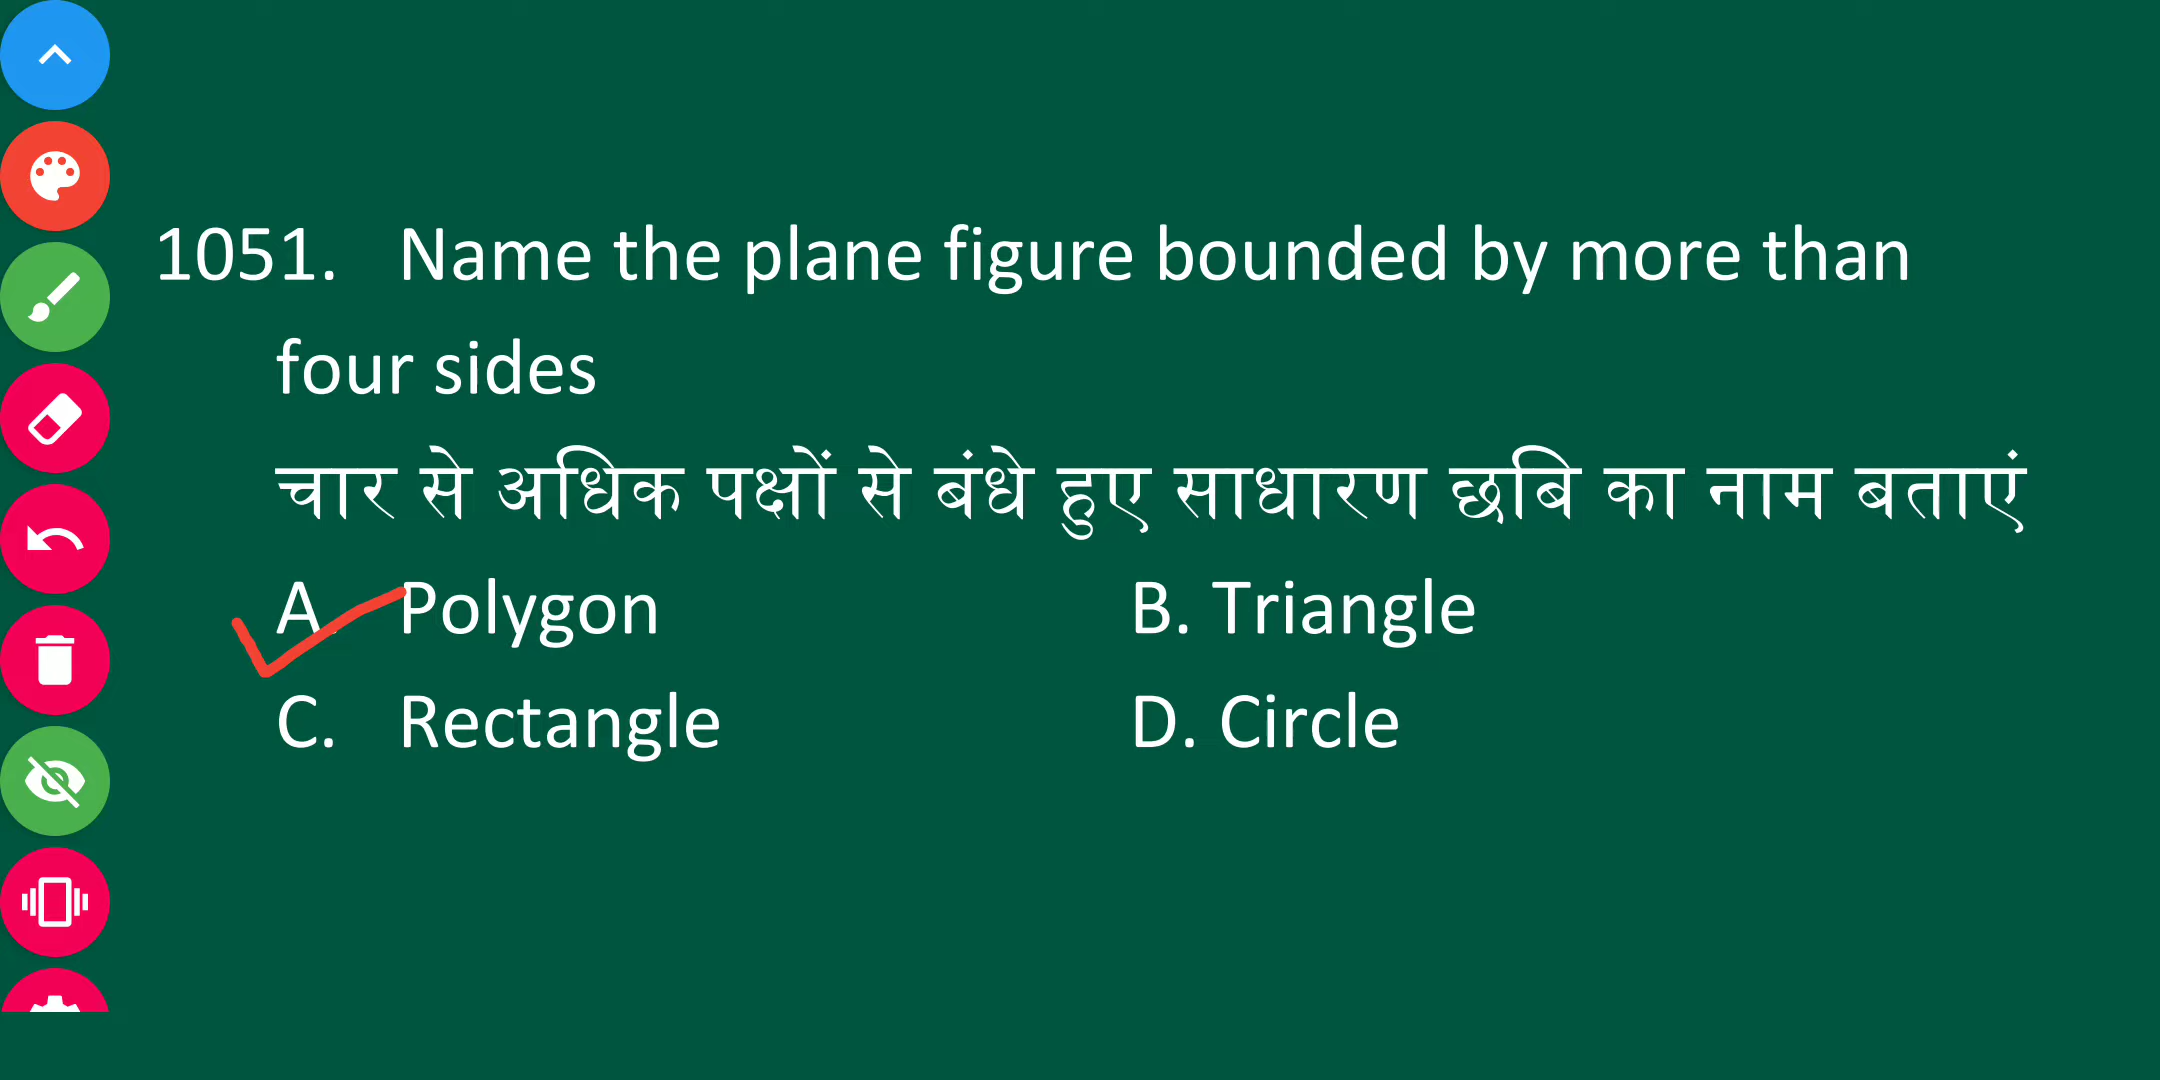 1051. Name the plane figure bounded by more than
four sides
चार से अधिक पक्षों से बंधे हुए साधारण छबि का नाम बताएं
A. Polygon B. Triangle
C. Rectangle D. Circle